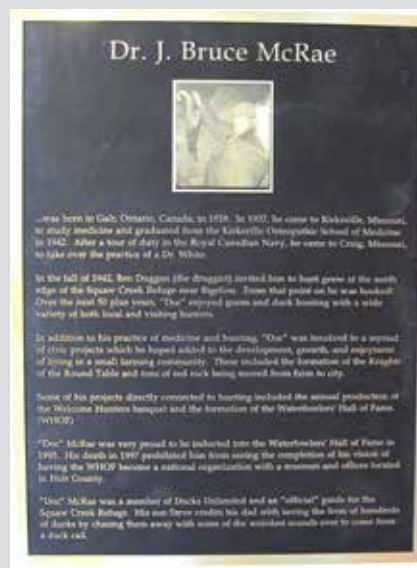 Dr. J. Bruce McRae
...was born in Galt, Ontario, Canada, in 1918. In 1937, he came to Kirksville, Missouri,
to study medicine and graduated from the Kirksville Osteopathic School of Medicine
in 1942. After a tour of duty in the Royal Canadian Navy, he came to Craig, Missouri,
to take over the practice of a Dr. White.
In the fall of Ben Duggan (the druggist) invited him to hunt geese at the north
edge of the Squaw Creek Refuge near Bigelow. From that point on he was hooked!
Over the next 50 plus years, "Doc" enjoyed goose and duck hunting with a wide
variety of both local and visiting hunters.
In addition to his practice of medicine and hunting, "Doc" was involved in a myriad
of civic projects which he hoped added to the development, growth, and enjoyment
of living in a small farming community. These included the formation of the Knights
of the Round Table and tons of red rock being moved from farm to city.
Some of his projects directly connected to hunting included the annual production of
the Welcome Hunters banquet and the formation of the Waterfowlers' Hall of Fame
(WHOF)
"Doc" McRae was very proud to be inducted into the Waterfowlers' Hall of Fame in
1995. His death in 1997 prohibited him from seeing the completion of his vision of
having the WHOF become a national organization with a museum and offices located
in Holt County.
"Doc" McRae was a member of Ducks Unlimited and an "official" guide for the
Squaw Creek Refuge. His son Steve credits his dad with saving the lives of hundreds
of ducks by chasing them away with some of the worst sounds ever to come from
a duck call.